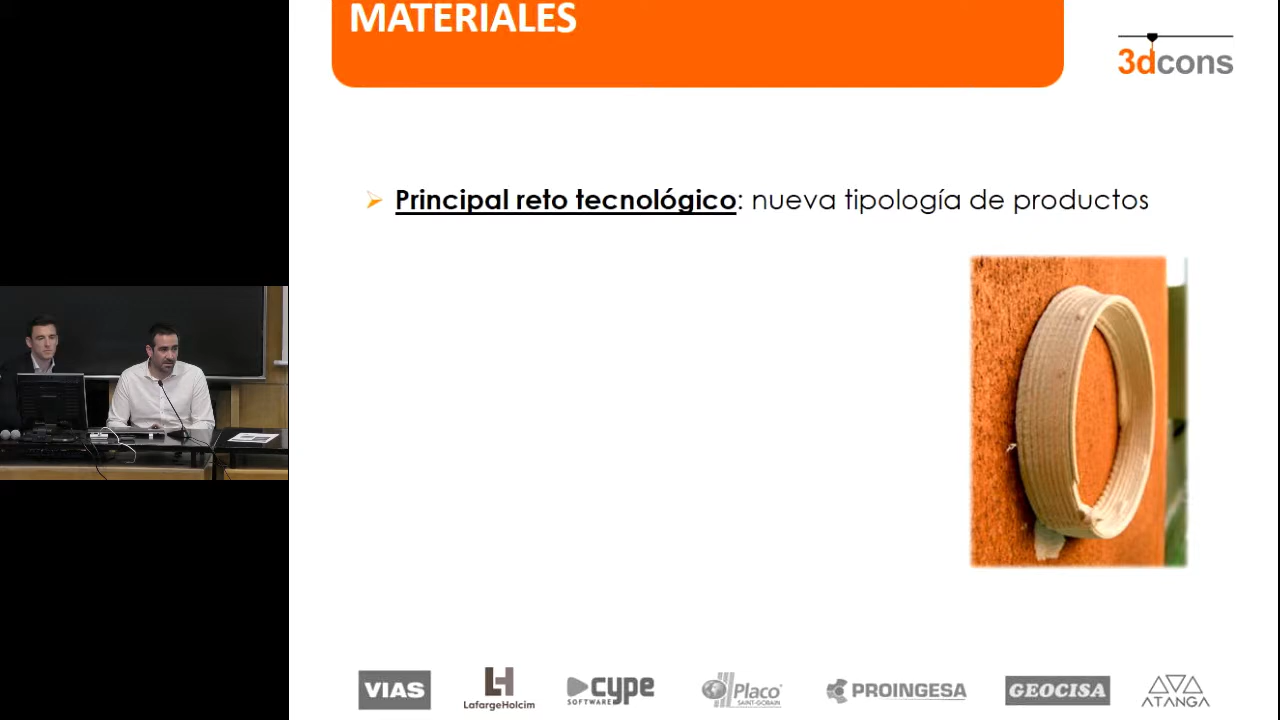 MATERIALES
3dcons
➢ Principal reto tecnológico: nueva tipología de productos
VIAS
LafargeHolcim
cype
SOFTWARE
Placo
SAINT-GOBAIN
PROINGESA
GEOCISA
ATANGA